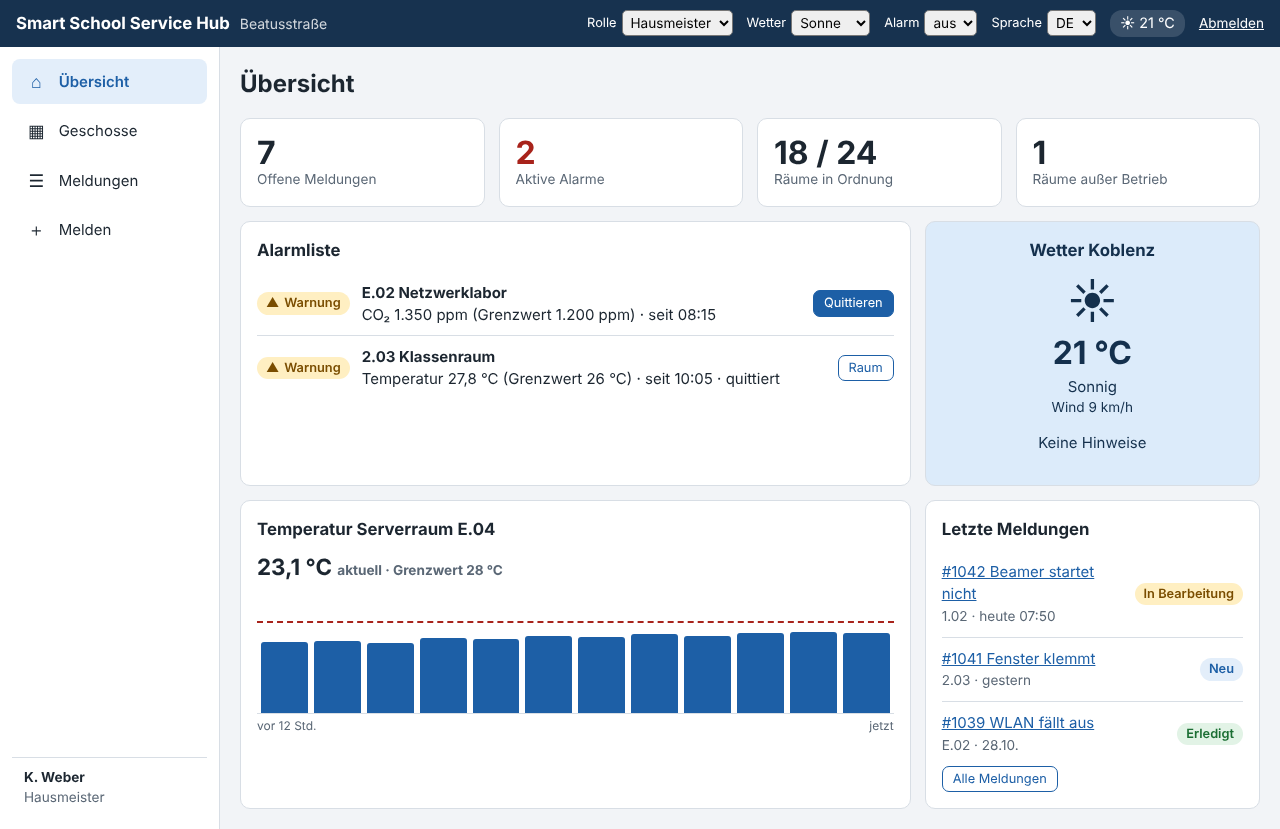 Smart School Service Hub Beatusstraße
Rolle Hausmeister Wetter Sonne Alarm aus Sprache DE ☀ 21 °C Abmelden
⌂ Übersicht
▦ Geschosse
☰ Meldungen
+ Melden
K. Weber
Hausmeister
Übersicht
7
Offene Meldungen
2
Aktive Alarme
18 / 24
Räume in Ordnung
1
Räume außer Betrieb
Alarmliste
▲ Warnung
E.02 Netzwerklabor
CO₂ 1.350 ppm (Grenzwert 1.200 ppm) · seit 08:15
Quittieren
▲ Warnung
2.03 Klassenraum
Temperatur 27,8 °C (Grenzwert 26 °C) · seit 10:05 · quittiert
Raum
Wetter Koblenz
21 °C
Sonnig
Wind 9 km/h
Keine Hinweise
Temperatur Serverraum E.04
23,1 °C aktuell · Grenzwert 28 °C
vor 12 Std. jetzt
Letzte Meldungen
#1042 Beamer startet
nicht
1.02 · heute 07:50
In Bearbeitung
#1041 Fenster klemmt
2.03 · gestern
Neu
#1039 WLAN fällt aus
E.02 · 28.10.
Erledigt
Alle Meldungen